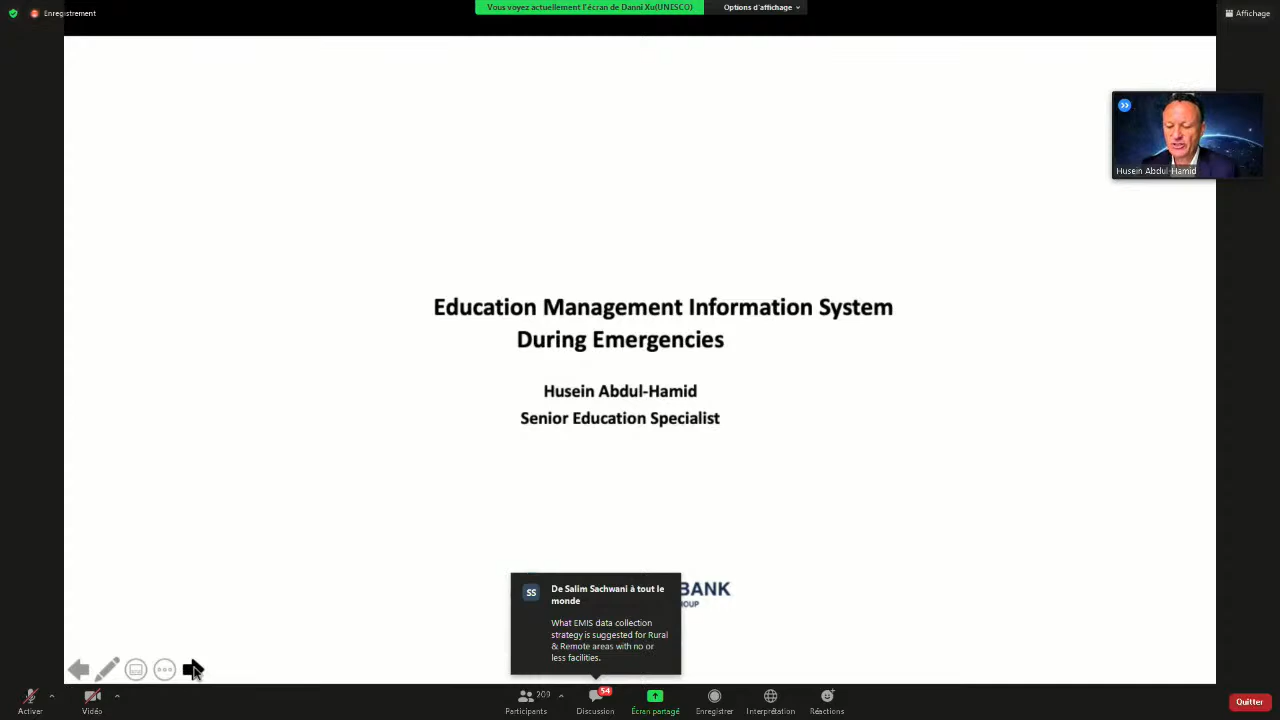 Enregistrement
Vous voyez actuellement l'écran de Danni Xu(UNESCO)
Options d'affichage
Affichage
Husein Abdul-Hamid
Education Management Information System
During Emergencies
Husein Abdul-Hamid
Senior Education Specialist
BANK
SS
De Salim Sachwani à tout le
monde
What EMIS data collection
strategy is suggested for Rural
& Remote areas with no or
less facilities.
Activer
Vidéo
209
Participants
54
Discussion
Écran partagé
Enregistrer
Interprétation
Réactions
Quitter